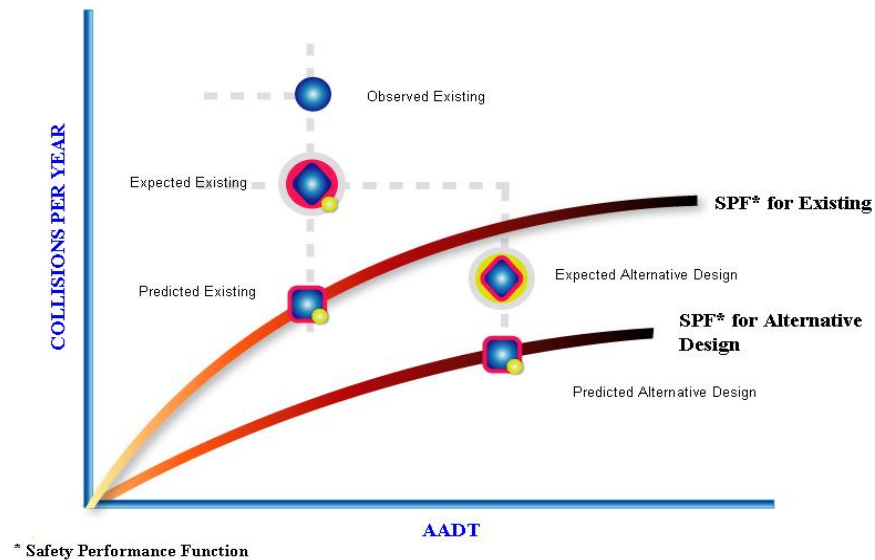 Observed Existing
COLLISIONS PER YEAR
Expected Existing
SPF* for Existing
Expected Alternative Design
Predicted Existing
SPF* for Alternative
Design
Predicted Alternative Design
AADT
* Safety Performance Function